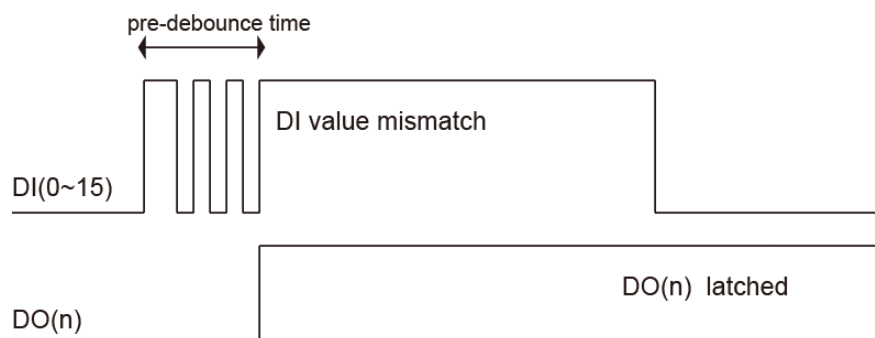 pre-debounce time
DI value mismatch
DI(0~15)
DO(n) latched
DO(n)